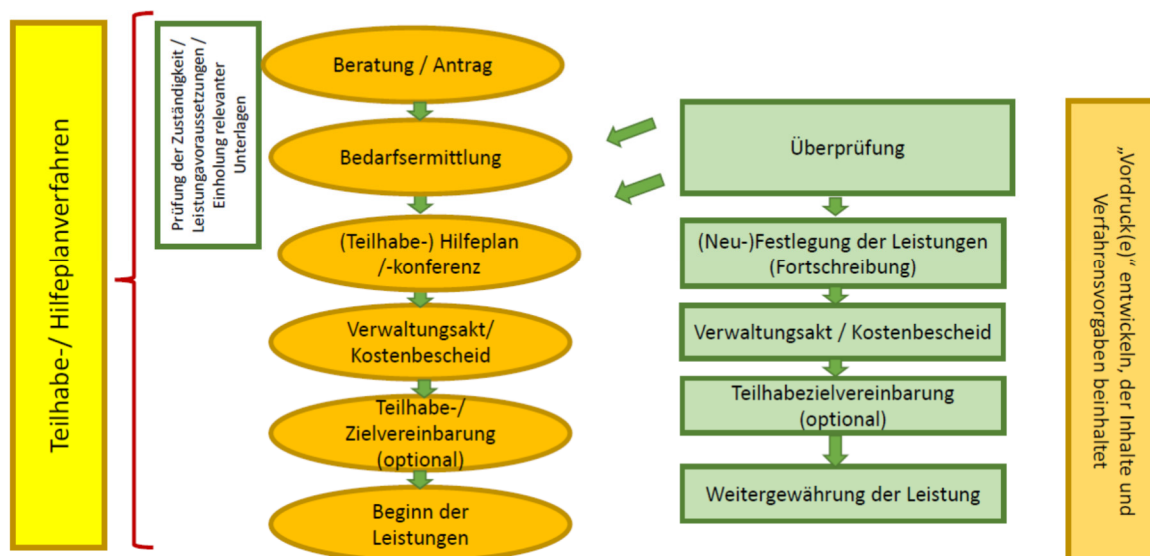 Teilhabe-/ Hilfeplanverfahren
Prüfung der Zuständigkeit /
Leistungavoraussetzungen /
Einholung relevanter
Unterlagen
Beratung / Antrag
Bedarfsermittlung
(Teilhabe-) Hilfeplan
/-konferenz
Verwaltungsakt/
Kostenbescheid
Teilhabe-/
Zielvereinbarung
(optional)
Beginn der
Leistungen
Überprüfung
(Neu-)Festlegung der Leistungen
(Fortschreibung)
Verwaltungsakt / Kostenbescheid
Teilhabezielvereinbarung
(optional)
Weitergewährung der Leistung
„Vordruck(e)“ entwickeln, der Inhalte und
Verfahrensvorgaben beinhaltet